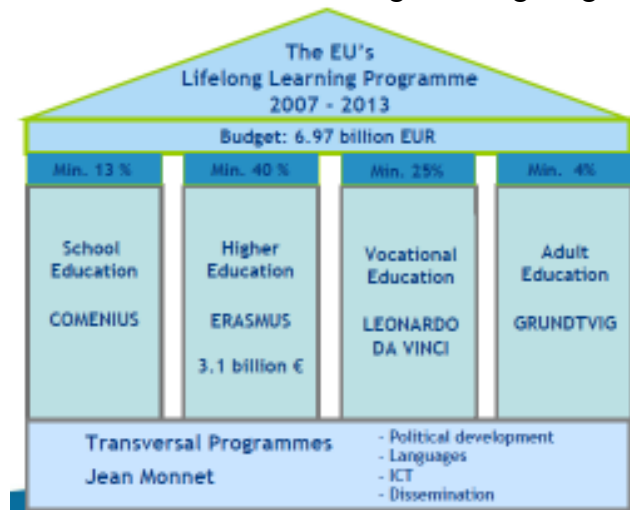 The EU's
Lifelong Learning Programme
2007 - 2013
Budget: 6.97 billion EUR
Min. 13 %
Min. 40 %
Min. 25%
Min. 4%
School
Education
COMENIUS
Higher
Education
ERASMUS
3.1 billion €
Vocational
Education
LEONARDO
DA VINCI
Adult
Education
GRUNDTVIG
Transversal Programmes
Jean Monnet
- Political development
- Languages
- ICT
- Dissemination